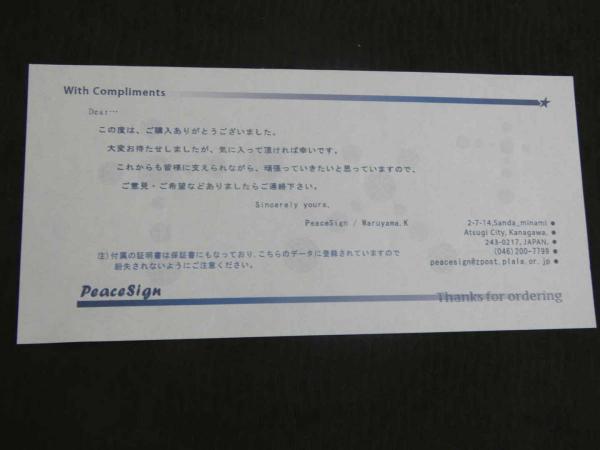 With Compliments
Dear…
この度は、ご購入ありがとうございました。
大変お待たせしましたが、気に入って頂ければ幸いです。
これからも皆様に支えられながら、頑張っていきたいと思っていますので、
ご意見・ご希望などありましたらご連絡下さい。
Sincerely yours,
PeaceSign / Maruyama.K
2-7-14,Sanda_minami ●
Atsugi City, Kanagawa, ●
243-0217, JAPAN, ●
(046)200-7799 ●
peacesign@zpost.plala.or.jp ●
注）付属の証明書は保証書にもなっており、こちらのデータに登録されていますので
紛失されないようにご注意ください。
PeaceSign
Thanks for ordering